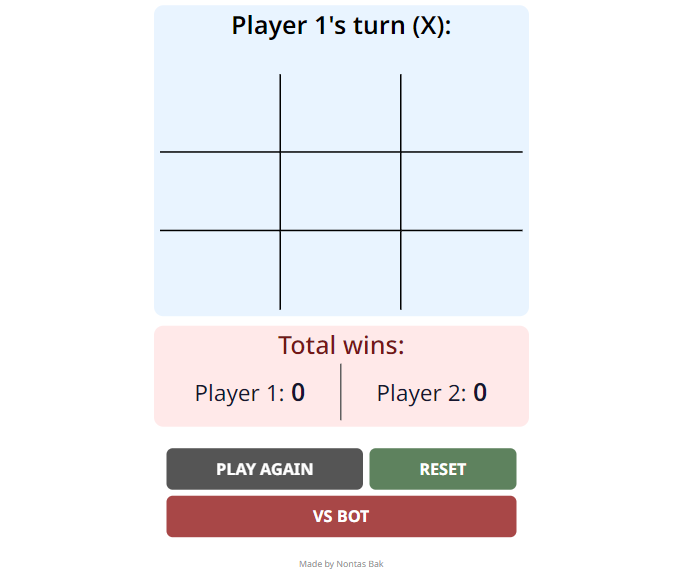 Player 1's turn (X):
Total wins:
Player 1: 0
Player 2: 0
PLAY AGAIN
RESET
VS BOT
Made by Nontas Bak